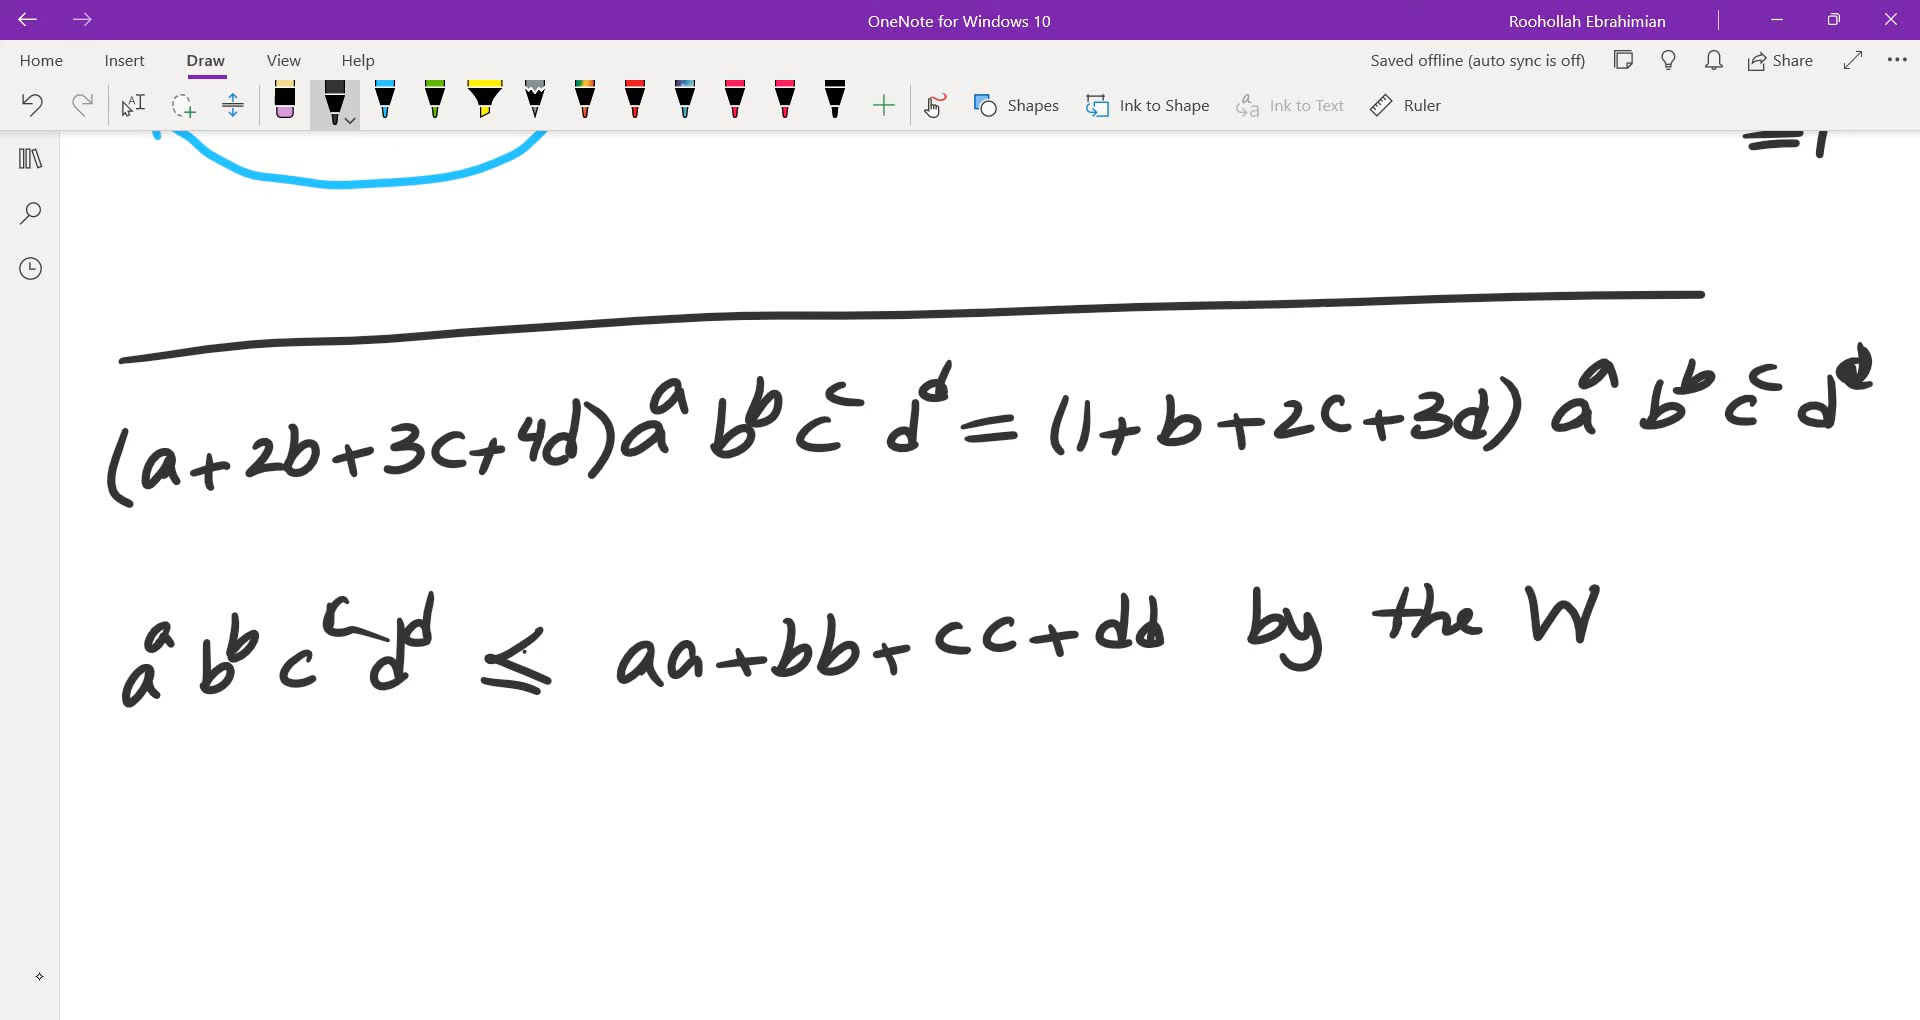 OneNote for Windows 10
Roohollah Ebrahimian
Home Insert Draw View Help
Saved offline (auto sync is off) Share
Shapes Ink to Shape Ink to Text Ruler
(a+2b+3c+4d)a^a b^b c^c d^d = (1+b+2c+3d) a^a b^b c^c d^d
a^a b^b c^c d^d ≤ aa+bb+cc+dd by the W